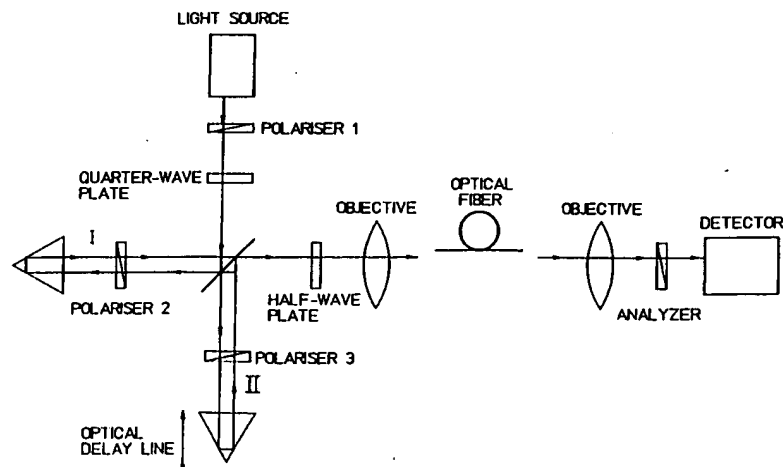 LIGHT SOURCE
POLARISER 1
QUARTER-WAVE
PLATE
OPTICAL
FIBER
OBJECTIVE
OBJECTIVE
DETECTOR
I
POLARISER 2
HALF-WAVE
PLATE
ANALYZER
POLARISER 3
II
OPTICAL
DELAY LINE